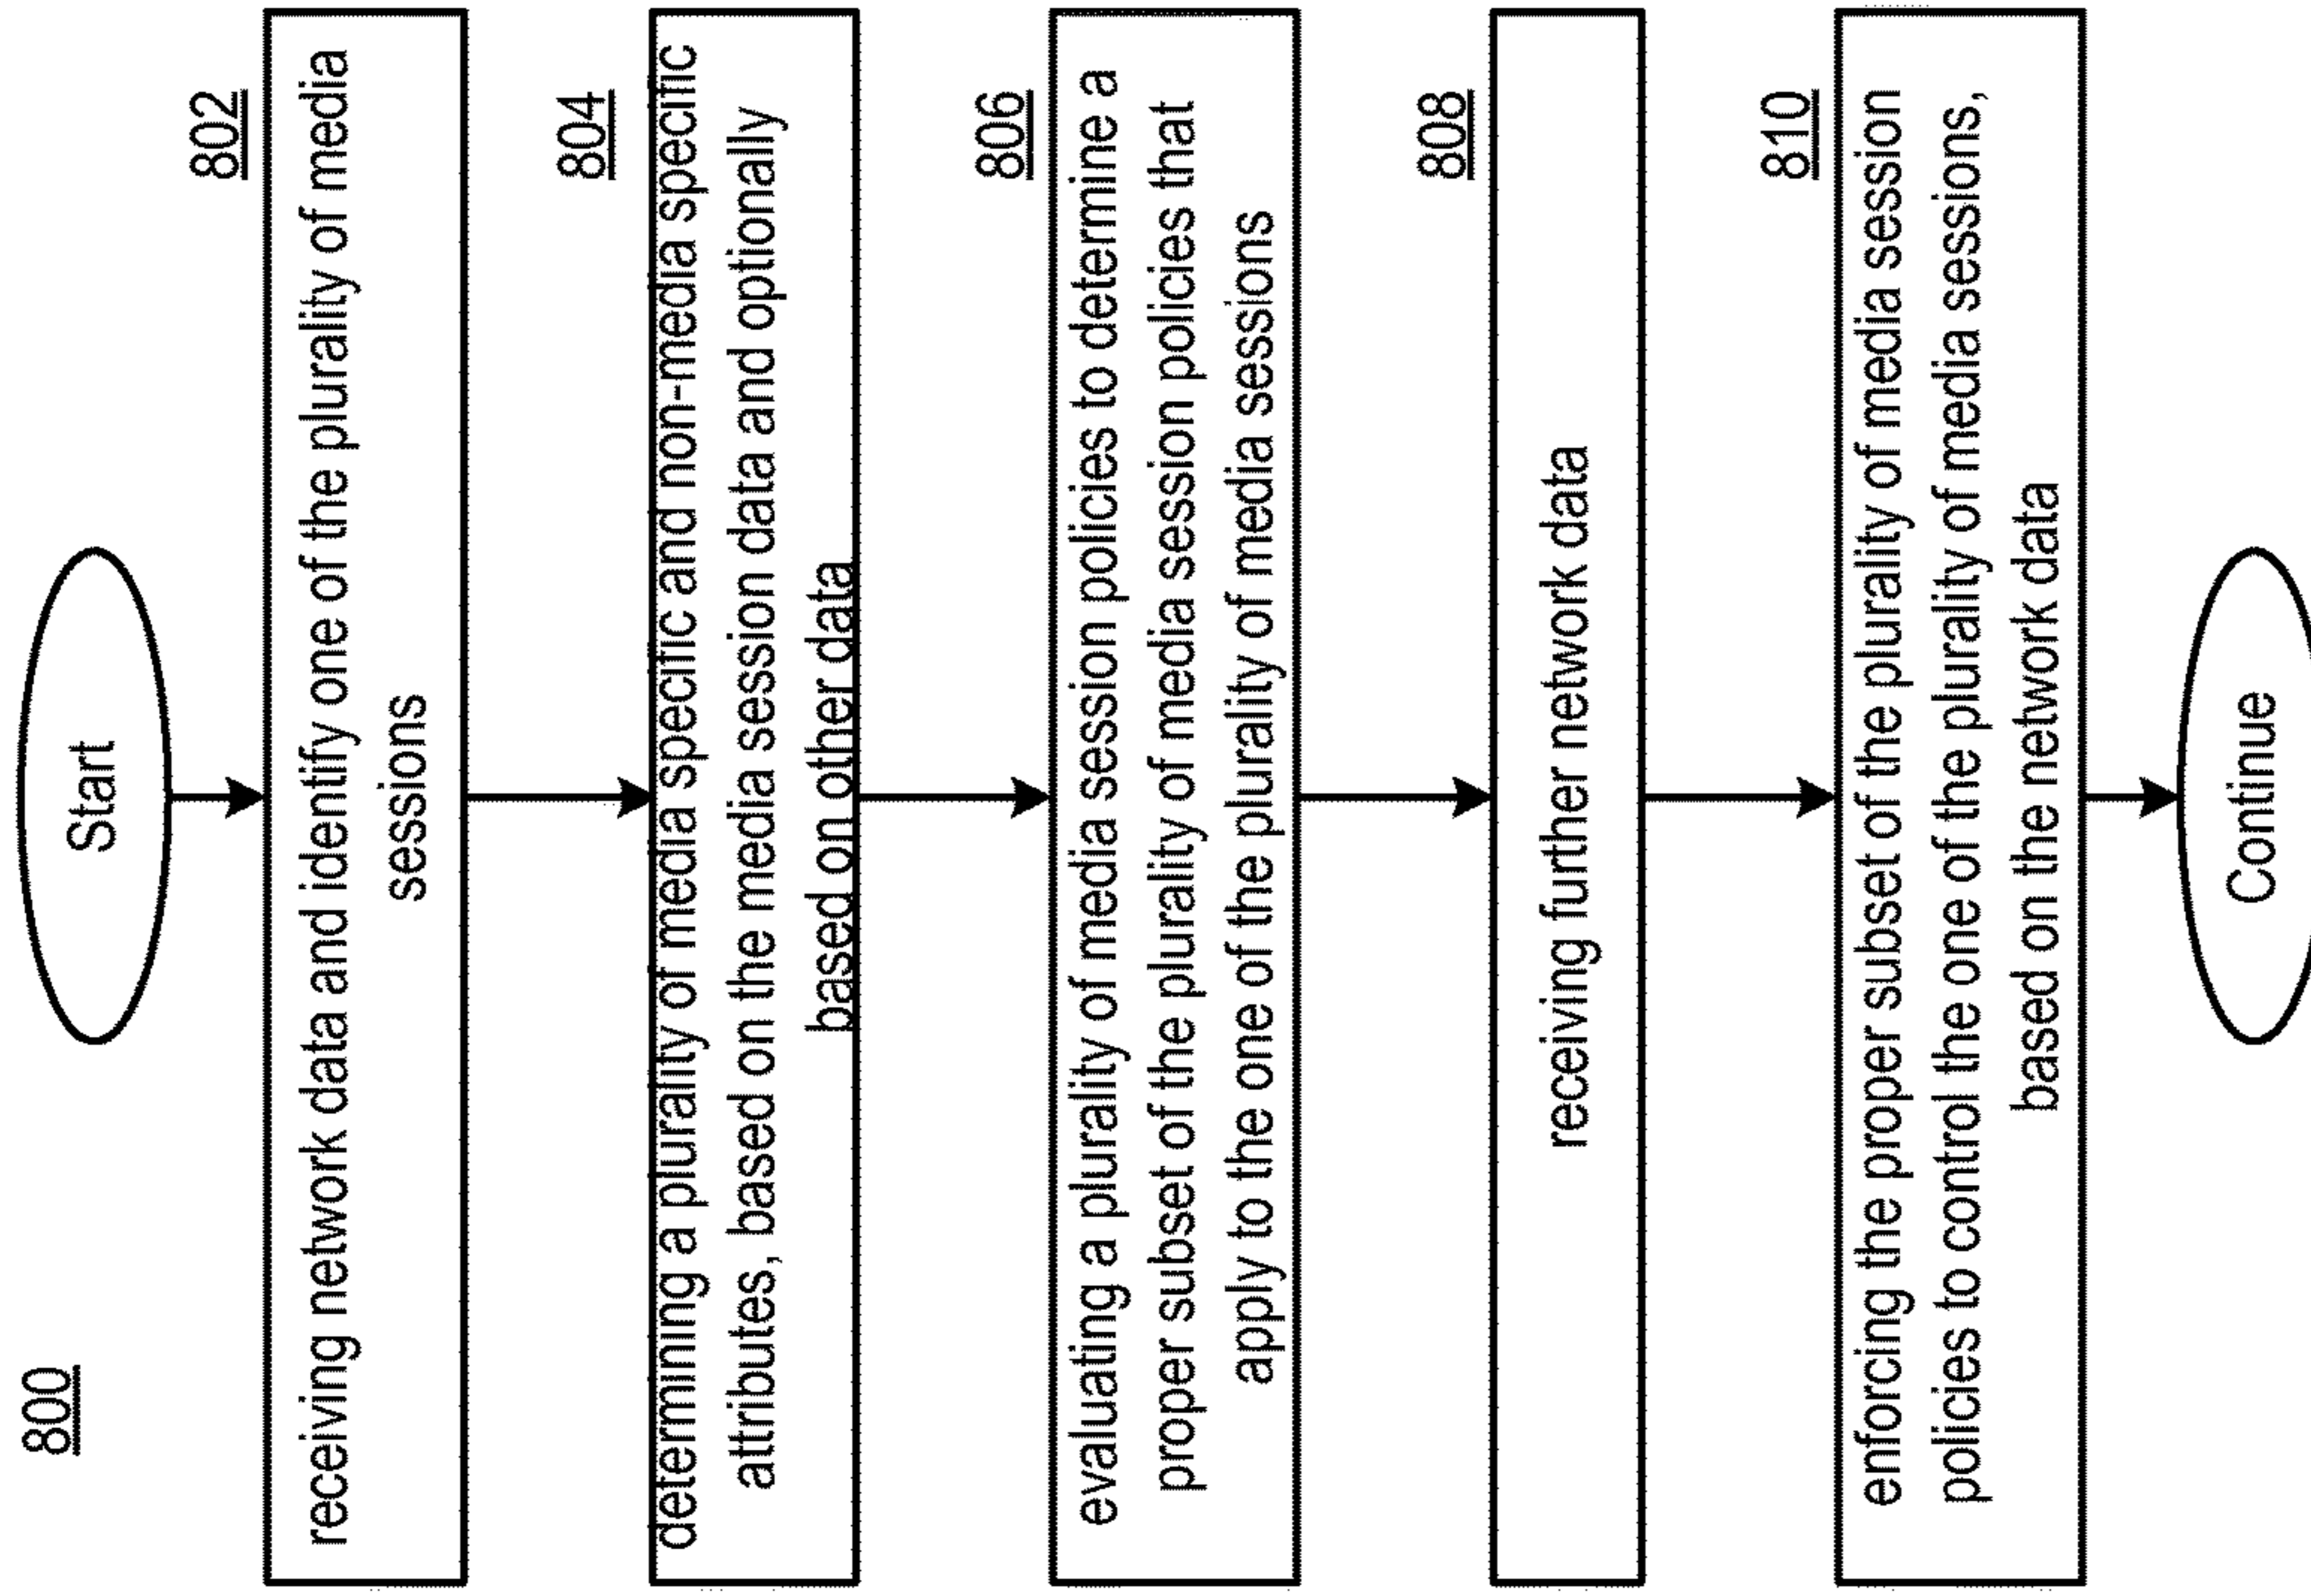 800
Start
802
receiving network data and identify one of the plurality of media
sessions
804
determining a plurality of media specific and non-media specific
attributes, based on the media session data and optionally
based on other data
806
evaluating a plurality of media session policies to determine a
proper subset of the plurality of media session policies that
apply to the one of the plurality of media sessions
808
receiving further network data
810
enforcing the proper subset of the plurality of media session
policies to control the one of the plurality of media sessions,
based on the network data
Continue